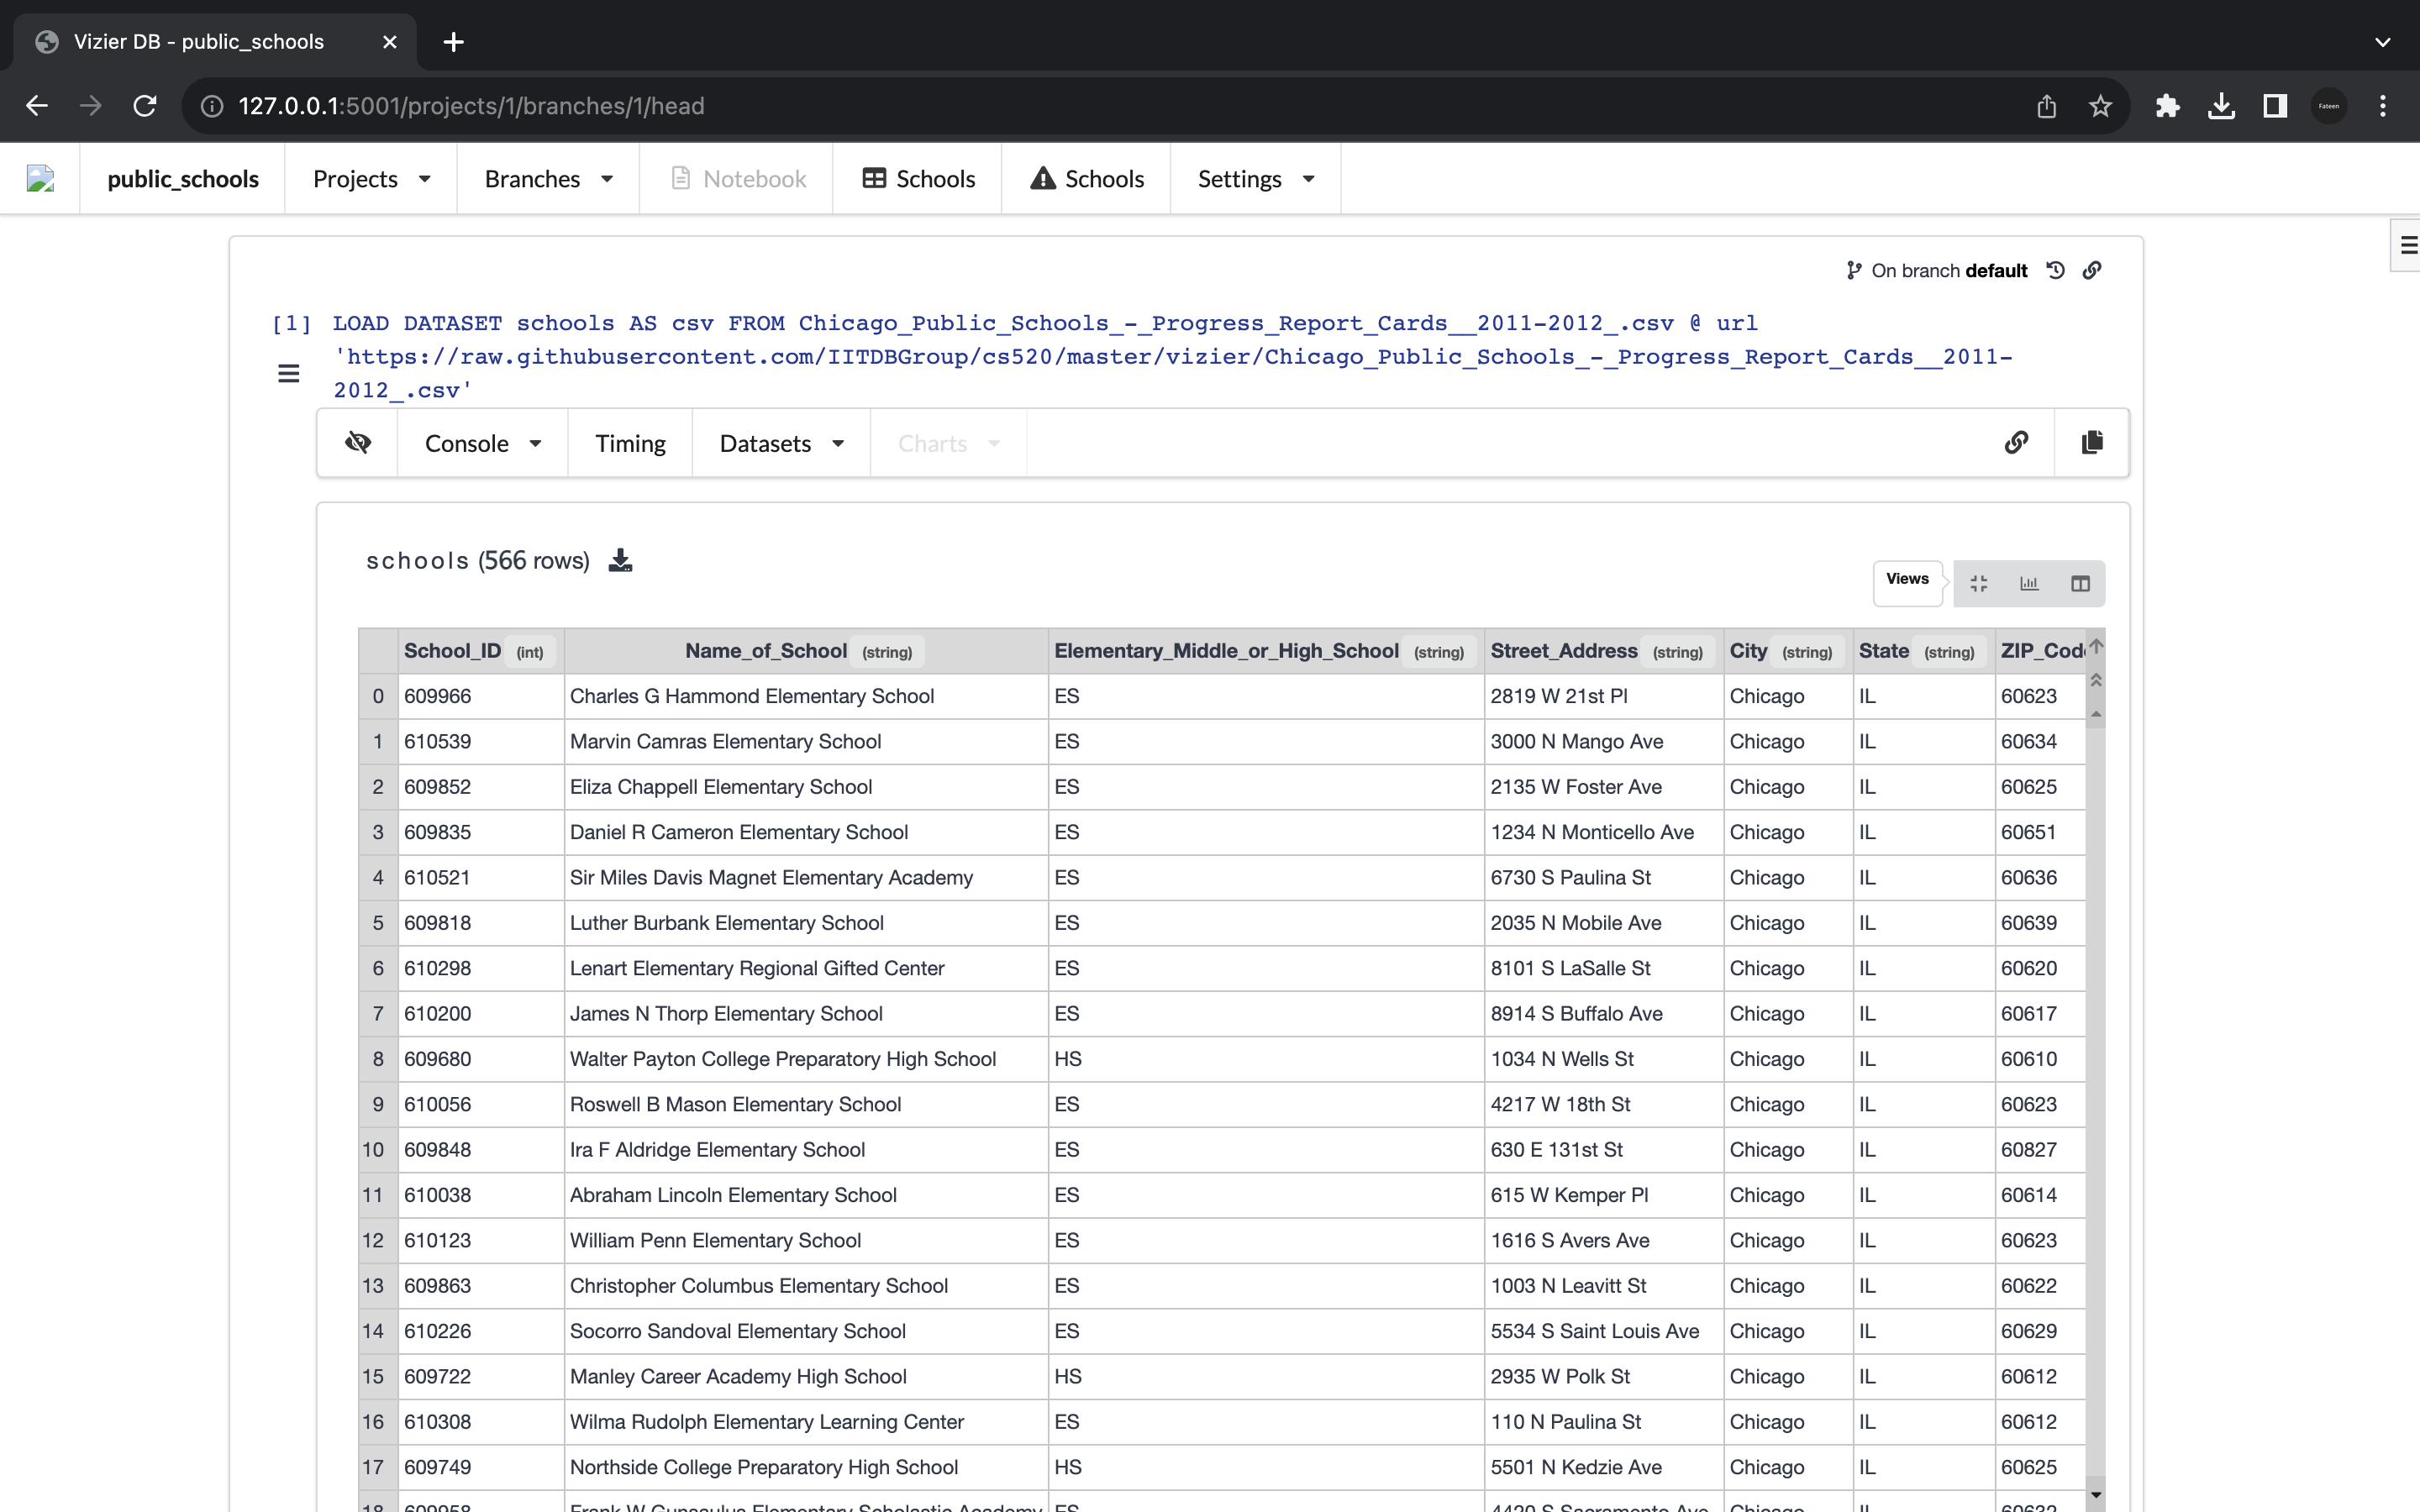 Vizier DB - public_schools
127.0.0.1:5001/projects/1/branches/1/head
Fateen
public_schools Projects Branches Notebook Schools Schools Settings
On branch default
[1] LOAD DATASET schools AS csv FROM Chicago_Public_Schools_-_Progress_Report_Cards__2011-2012_.csv @ url
'https://raw.githubusercontent.com/IITDBGroup/cs520/master/vizier/Chicago_Public_Schools_-_Progress_Report_Cards__2011-
2012_.csv'
Console Timing Datasets Charts
schools (566 rows)
Views
School_ID (int) Name_of_School (string) Elementary_Middle_or_High_School (string) Street_Address (string) City (string) State (string) ZIP_Cod
0 609966 Charles G Hammond Elementary School ES 2819 W 21st Pl Chicago IL 60623
1 610539 Marvin Camras Elementary School ES 3000 N Mango Ave Chicago IL 60634
2 609852 Eliza Chappell Elementary School ES 2135 W Foster Ave Chicago IL 60625
3 609835 Daniel R Cameron Elementary School ES 1234 N Monticello Ave Chicago IL 60651
4 610521 Sir Miles Davis Magnet Elementary Academy ES 6730 S Paulina St Chicago IL 60636
5 609818 Luther Burbank Elementary School ES 2035 N Mobile Ave Chicago IL 60639
6 610298 Lenart Elementary Regional Gifted Center ES 8101 S LaSalle St Chicago IL 60620
7 610200 James N Thorp Elementary School ES 8914 S Buffalo Ave Chicago IL 60617
8 609680 Walter Payton College Preparatory High School HS 1034 N Wells St Chicago IL 60610
9 610056 Roswell B Mason Elementary School ES 4217 W 18th St Chicago IL 60623
10 609848 Ira F Aldridge Elementary School ES 630 E 131st St Chicago IL 60827
11 610038 Abraham Lincoln Elementary School ES 615 W Kemper Pl Chicago IL 60614
12 610123 William Penn Elementary School ES 1616 S Avers Ave Chicago IL 60623
13 609863 Christopher Columbus Elementary School ES 1003 N Leavitt St Chicago IL 60622
14 610226 Socorro Sandoval Elementary School ES 5534 S Saint Louis Ave Chicago IL 60629
15 609722 Manley Career Academy High School HS 2935 W Polk St Chicago IL 60612
16 610308 Wilma Rudolph Elementary Learning Center ES 110 N Paulina St Chicago IL 60612
17 609749 Northside College Preparatory High School HS 5501 N Kedzie Ave Chicago IL 60625
18 609958 Frank W Gunsaulus Elementary Scholastic Academy ES 4420 S Sacramento Ave Chicago IL 60632